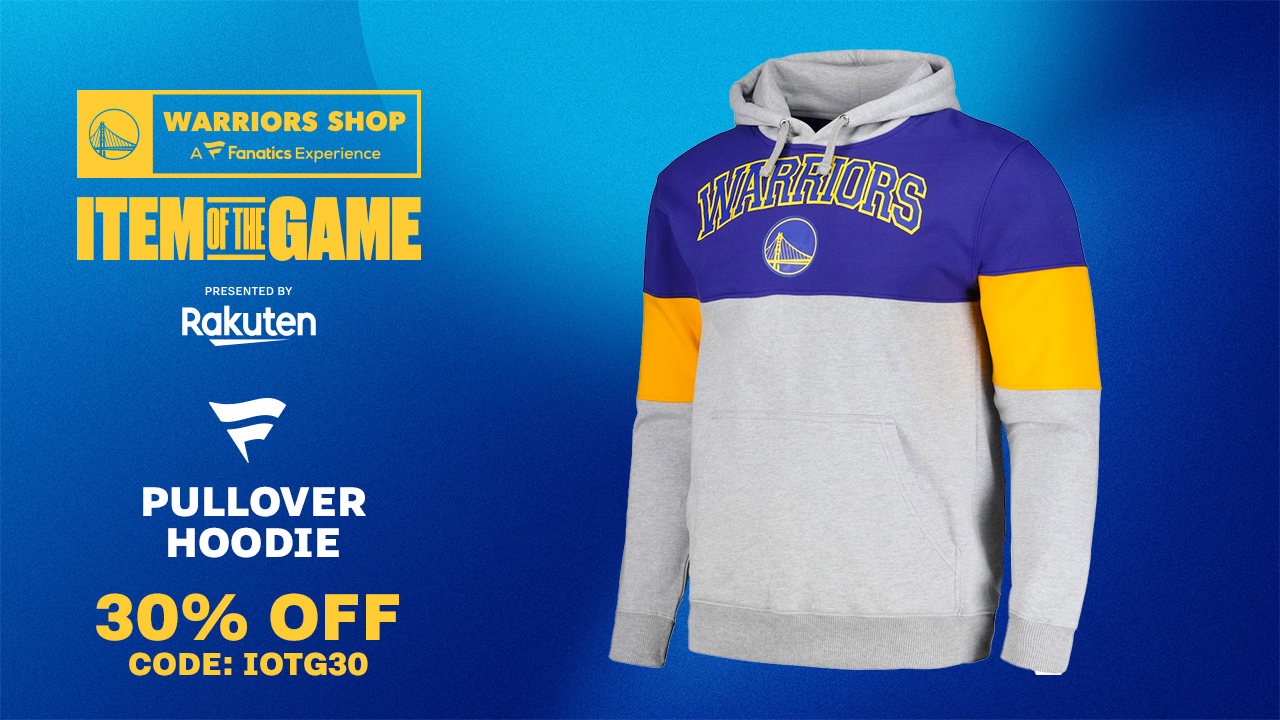 WARRIORS SHOP
A Fanatics Experience
ITEM OF THE GAME
PRESENTED BY
Rakuten
PULLOVER
HOODIE
30% OFF
CODE: IOTG30
WARRIORS